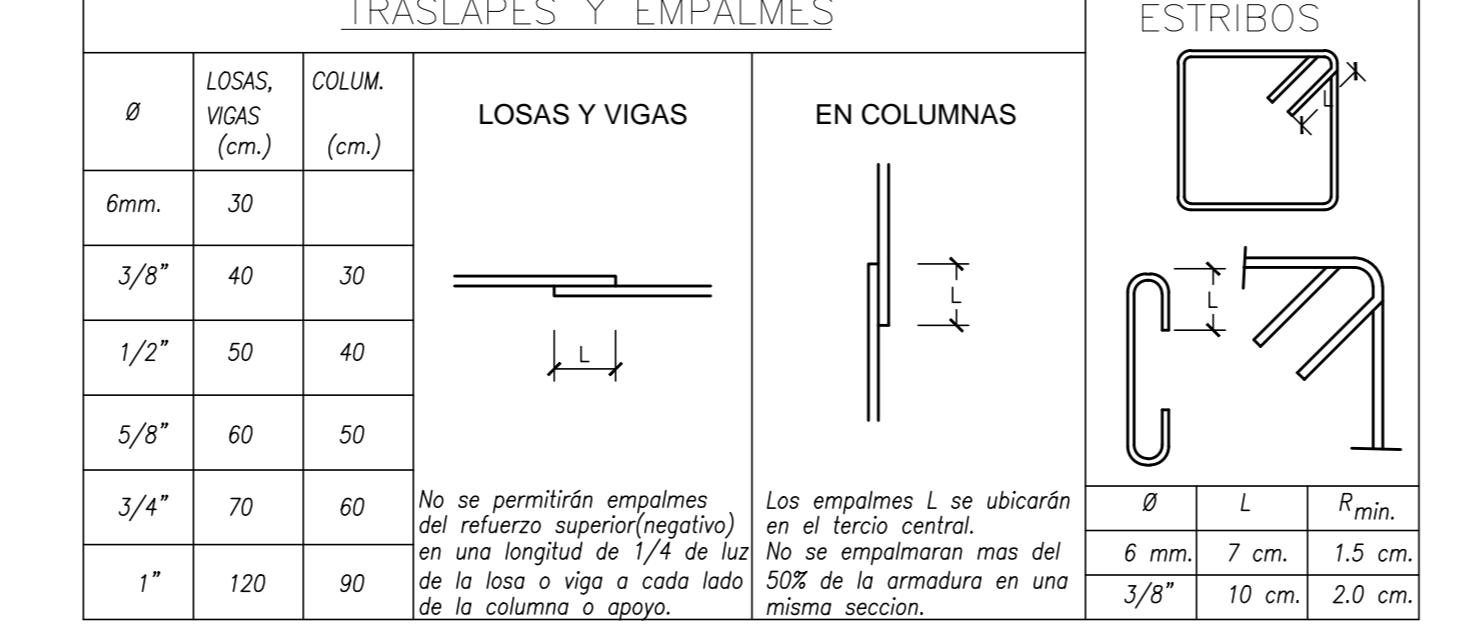 TRASLAPES Y EMPALMES
Ø
LOSAS,
VIGAS
(cm.)
COLUM.
(cm.)
6mm.
30
3/8"
40
30
1/2"
50
40
5/8"
60
50
3/4"
70
60
1"
120
90
LOSAS Y VIGAS
L
No se permitirán empalmes
del refuerzo superior(negativo)
en una longitud de 1/4 de luz
de la losa o viga a cada lado
de la columna o apoyo.
EN COLUMNAS
L
Los empalmes L se ubicarán
en el tercio central.
No se empalmaran mas del
50% de la armadura en una
misma seccion.
ESTRIBOS
L
L
Ø
L
Rmin.
6 mm.
7 cm.
1.5 cm.
3/8"
10 cm.
2.0 cm.